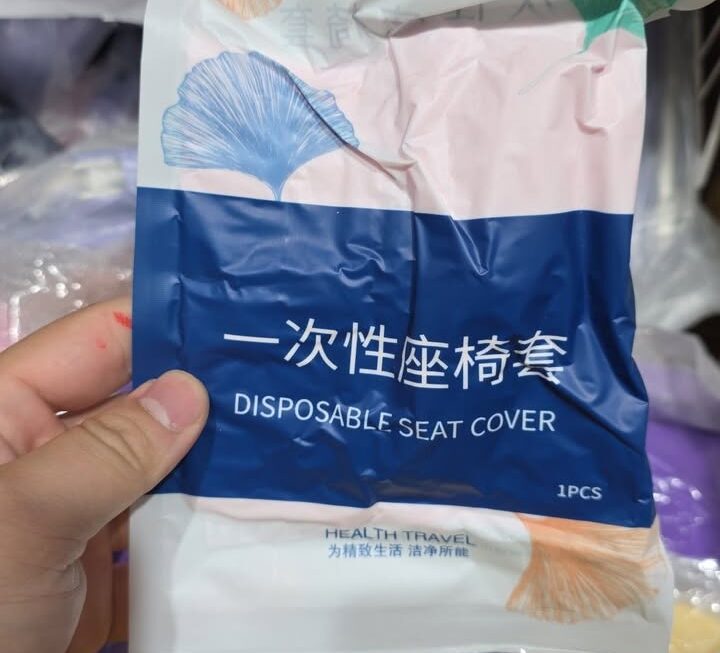 一次性座椅套
DISPOSABLE SEAT COVER
1PCS
HEALTH TRAVEL
为精致生活 洁净所能